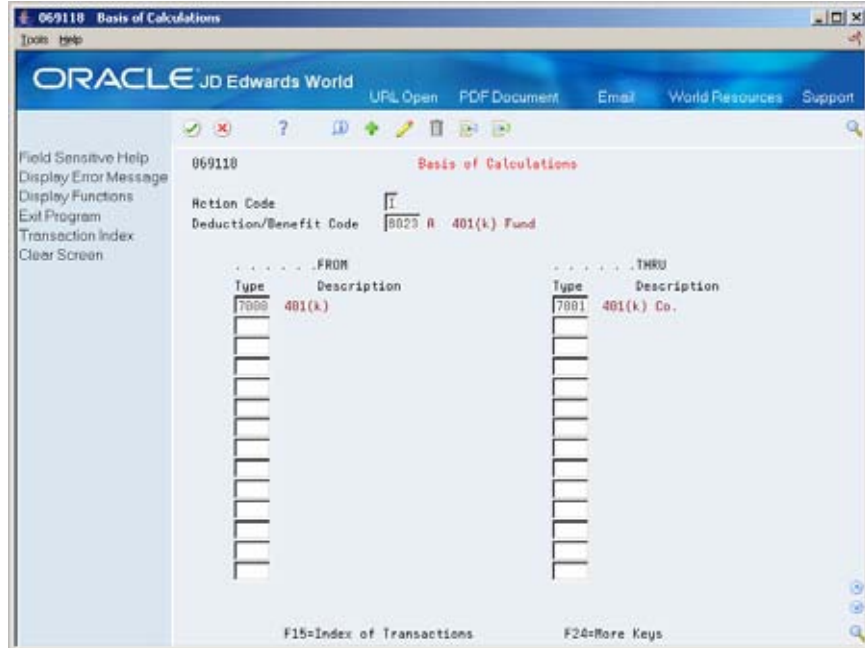 069118 Basis of Calculations
Tools Help
ORACLE JD Edwards World
URL Open PDF Document Email World Resources Support
Field Sensitive Help
Display Error Message
Display Functions
Exit Program
Transaction Index
Clear Screen
069118 Basis of Calculations
Action Code I
Deduction/Benefit Code 8023 A 401(k) Fund
. . . . . .FROM . . . . . .THRU
Type Description Type Description
7000 401(k) 7001 401(k) Co.
F15=Index of Transactions F24=More Keys